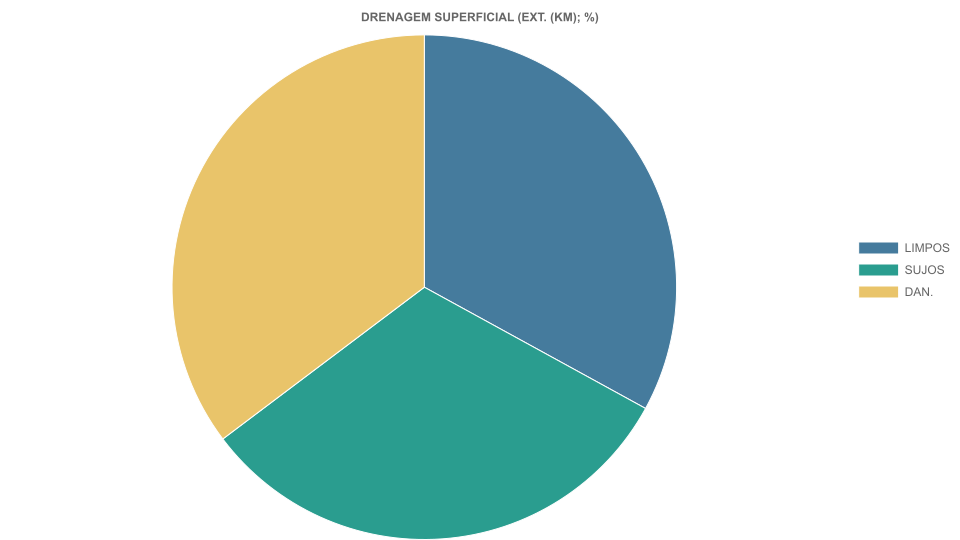 DRENAGEM SUPERFICIAL (EXT. (KM); %)
LIMPOS
SUJOS
DAN.